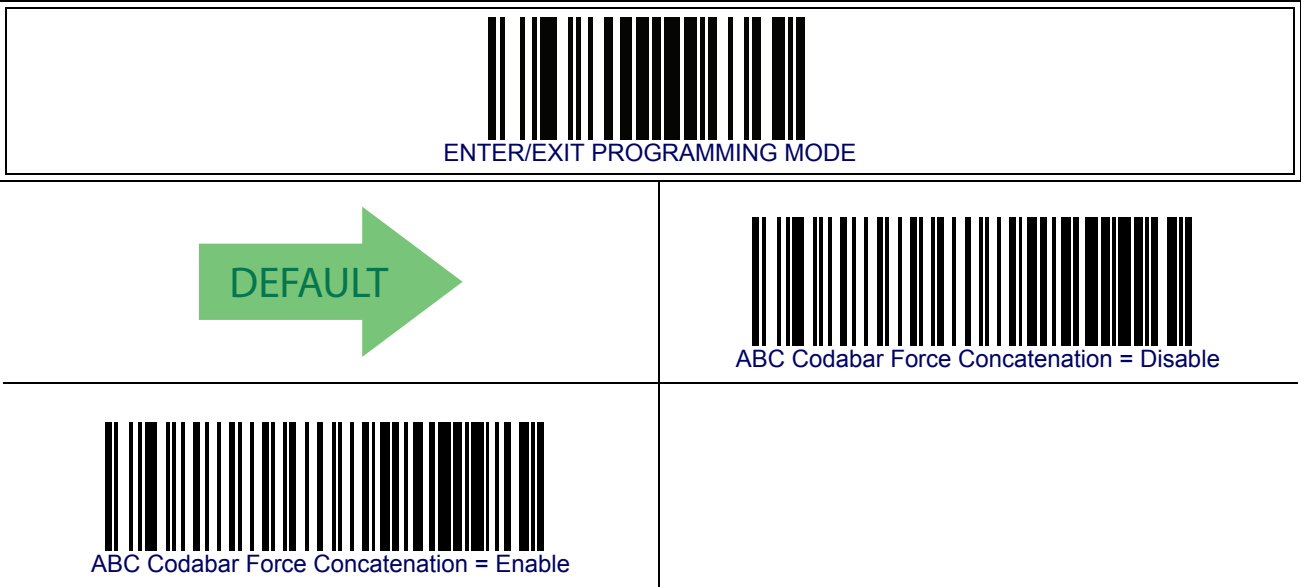 ENTER/EXIT PROGRAMMING MODE
DEFAULT
ABC Codabar Force Concatenation = Disable
ABC Codabar Force Concatenation = Enable